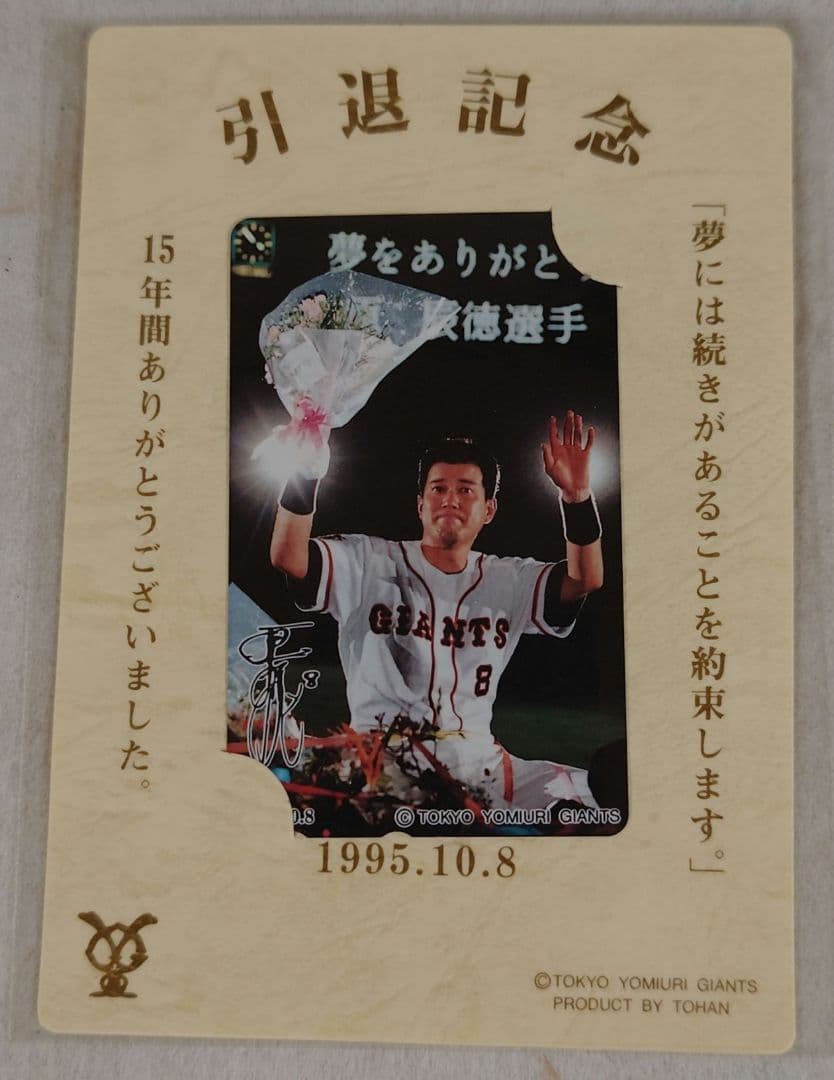 引退記念
「夢には続きがあることを約束します。」
夢をありがと
辰徳選手
GIANTS
8
8
0.8
© TOKYO YOMIURI GIANTS
15年間ありがとうございました。
1995.10.8
©TOKYO YOMIURI GIANTS
PRODUCT BY TOHAN